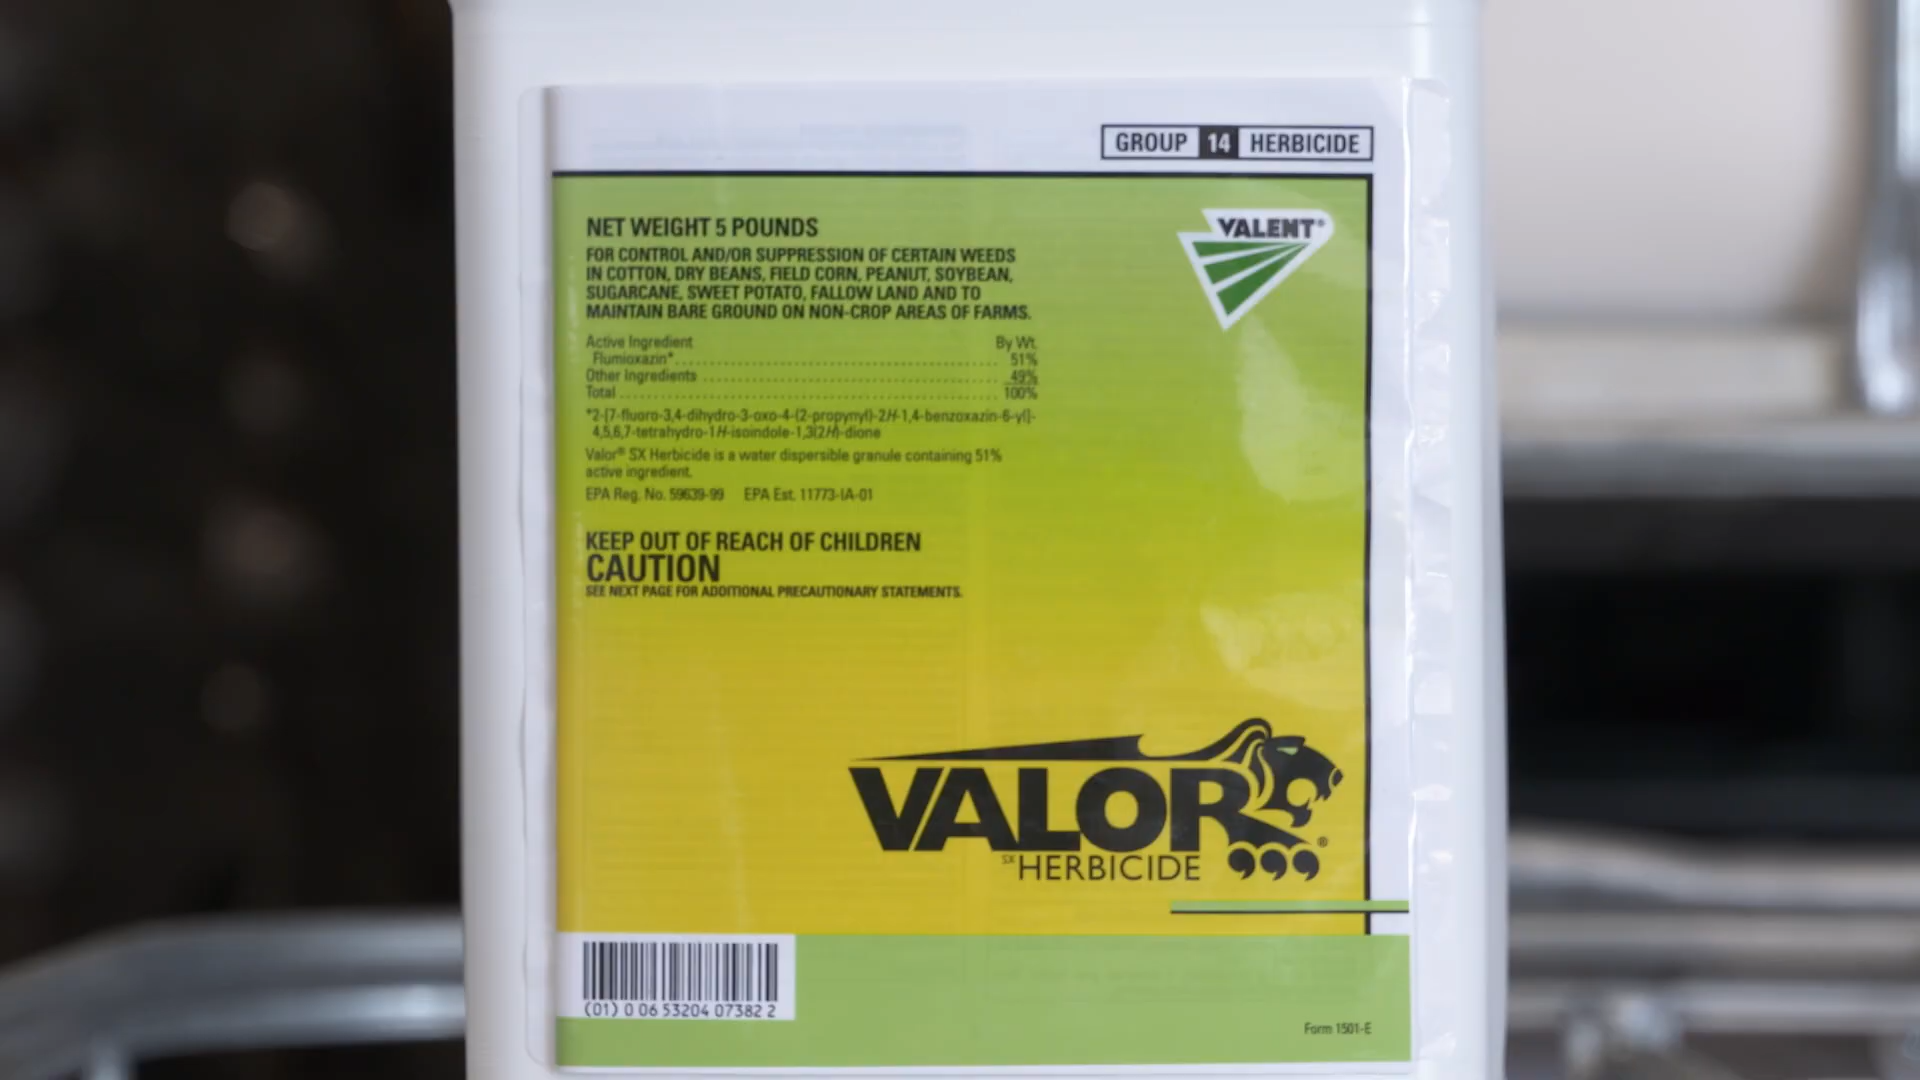 GROUP 14 HERBICIDE
NET WEIGHT 5 POUNDS
VALENT®
FOR CONTROL AND/OR SUPPRESSION OF CERTAIN WEEDS
IN COTTON, DRY BEANS, FIELD CORN, PEANUT, SOYBEAN,
SUGARCANE, SWEET POTATO, FALLOW LAND AND TO
MAINTAIN BARE GROUND ON NON-CROP AREAS OF FARMS.
Active Ingredient By Wt.
Flumioxazin* 51%
Other Ingredients 49%
Total 100%
*2-[7-fluoro-3,4-dihydro-3-oxo-4-(2-propynyl)-2H-1,4-benzoxazin-6-yl]-
4,5,6,7-tetrahydro-1H-isoindole-1,3(2H)-dione
Valor® SX Herbicide is a water dispersible granule containing 51%
active ingredient.
EPA Reg. No. 59639-99 EPA Est. 11773-IA-01
KEEP OUT OF REACH OF CHILDREN
CAUTION
SEE NEXT PAGE FOR ADDITIONAL PRECAUTIONARY STATEMENTS.
VALOR®
SX HERBICIDE
(01) 0 06 53204 07382 2
Form 1501-E